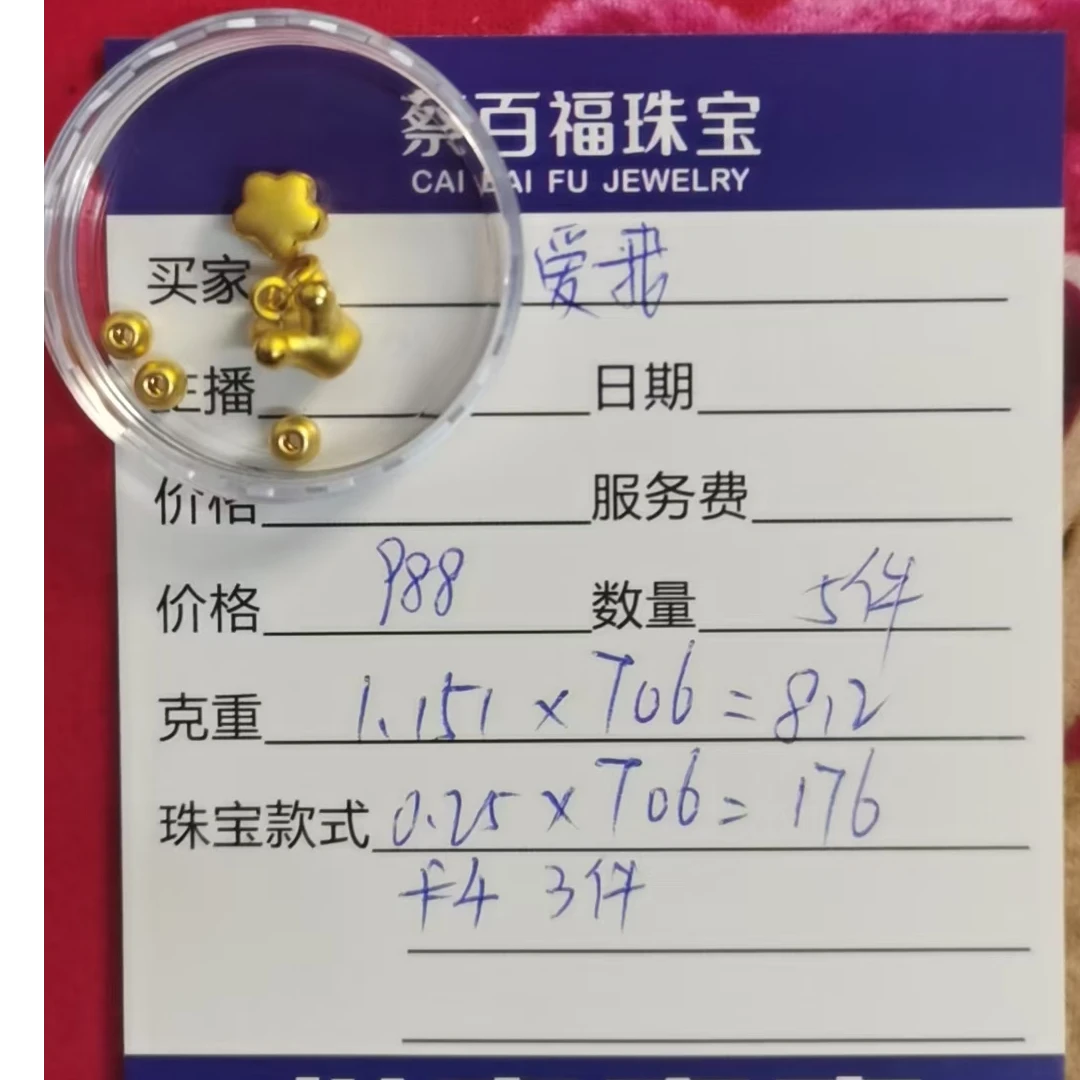 蔡百福珠宝
CAI BAI FU JEWELRY
买家 爱我
主播 日期
价格 服务费
价格 988 数量 5件
克重 1.151 × 706 = 812
珠宝款式 0.25 × 706 = 176
3件